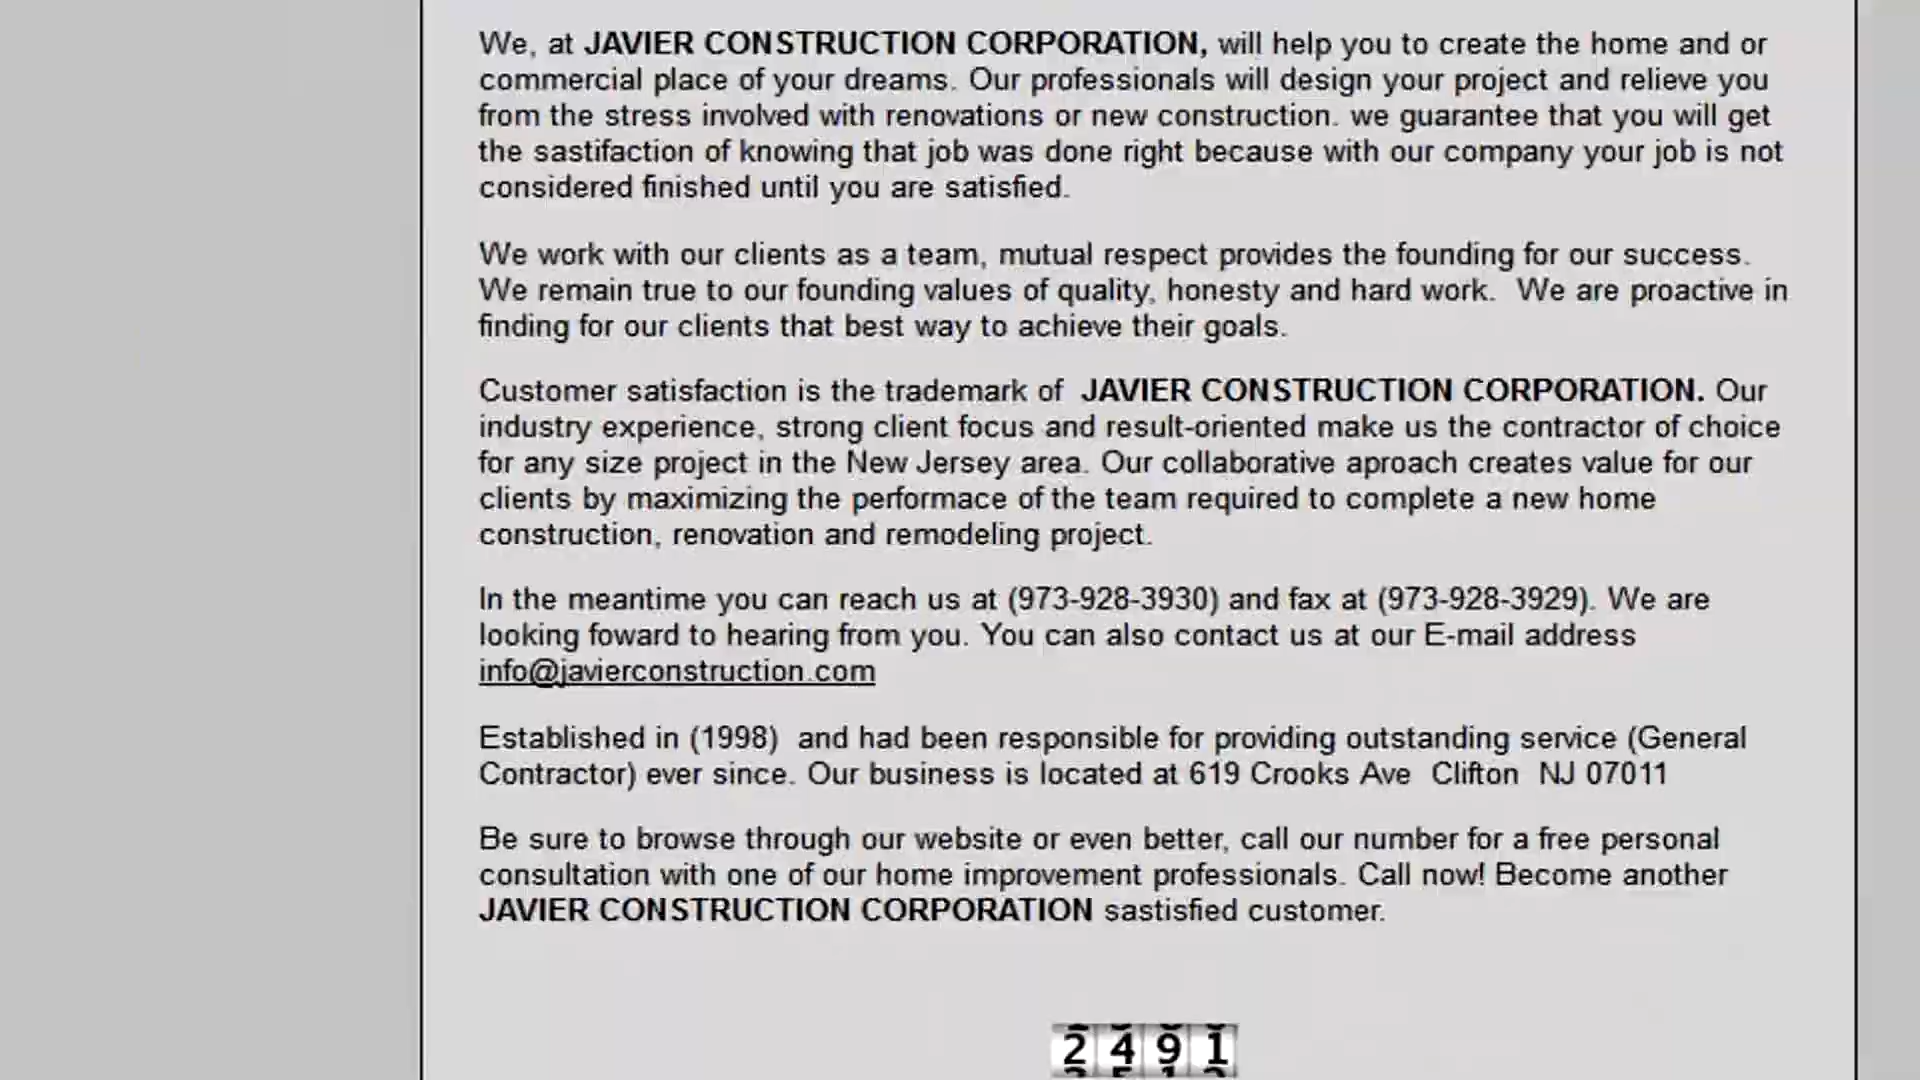 We, at JAVIER CONSTRUCTION CORPORATION, will help you to create the home and or
commercial place of your dreams. Our professionals will design your project and relieve you
from the stress involved with renovations or new construction. we guarantee that you will get
the sastifaction of knowing that job was done right because with our company your job is not
considered finished until you are satisfied.
We work with our clients as a team, mutual respect provides the founding for our success.
We remain true to our founding values of quality, honesty and hard work.  We are proactive in
finding for our clients that best way to achieve their goals.
Customer satisfaction is the trademark of  JAVIER CONSTRUCTION CORPORATION. Our
industry experience, strong client focus and result-oriented make us the contractor of choice
for any size project in the New Jersey area. Our collaborative aproach creates value for our
clients by maximizing the performace of the team required to complete a new home
construction, renovation and remodeling project.
In the meantime you can reach us at (973-928-3930) and fax at (973-928-3929). We are
looking foward to hearing from you. You can also contact us at our E-mail address
info@javierconstruction.com
Established in (1998)  and had been responsible for providing outstanding service (General
Contractor) ever since. Our business is located at 619 Crooks Ave  Clifton  NJ 07011
Be sure to browse through our website or even better, call our number for a free personal
consultation with one of our home improvement professionals. Call now! Become another
JAVIER CONSTRUCTION CORPORATION sastisfied customer.
2491